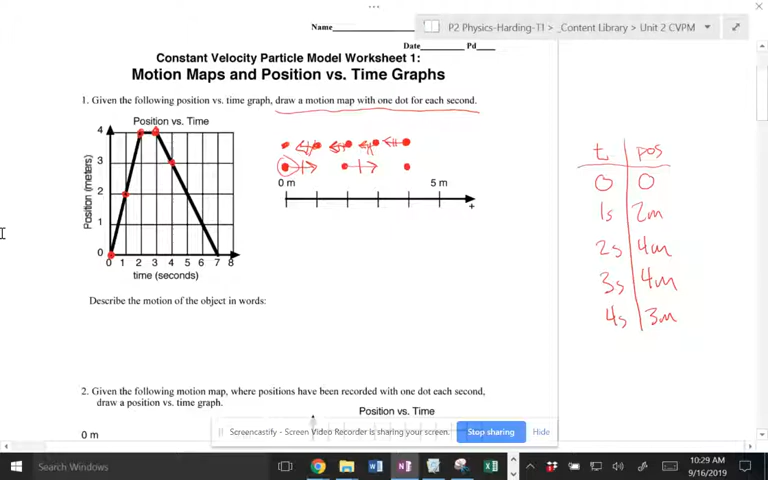 Name
P2 Physics-Harding-T1 > _Content Library > Unit 2 CVPM
Date Pd
Constant Velocity Particle Model Worksheet 1:
Motion Maps and Position vs. Time Graphs
1. Given the following position vs. time graph, draw a motion map with one dot for each second.
Position vs. Time
4
3
2
1
0
Position (meters)
0 1 2 3 4 5 6 7 8
time (seconds)
0 m 5 m
+
t pos
0 0
1s 2m
2s 4m
3s 4m
4s 3m
Describe the motion of the object in words:
2. Given the following motion map, where positions have been recorded with one dot each second,
draw a position vs. time graph.
Position vs. Time
0 m
Screencastify - Screen Video Recorder is sharing your screen.
Stop sharing
Hide
Search Windows
10:29 AM
9/16/2019